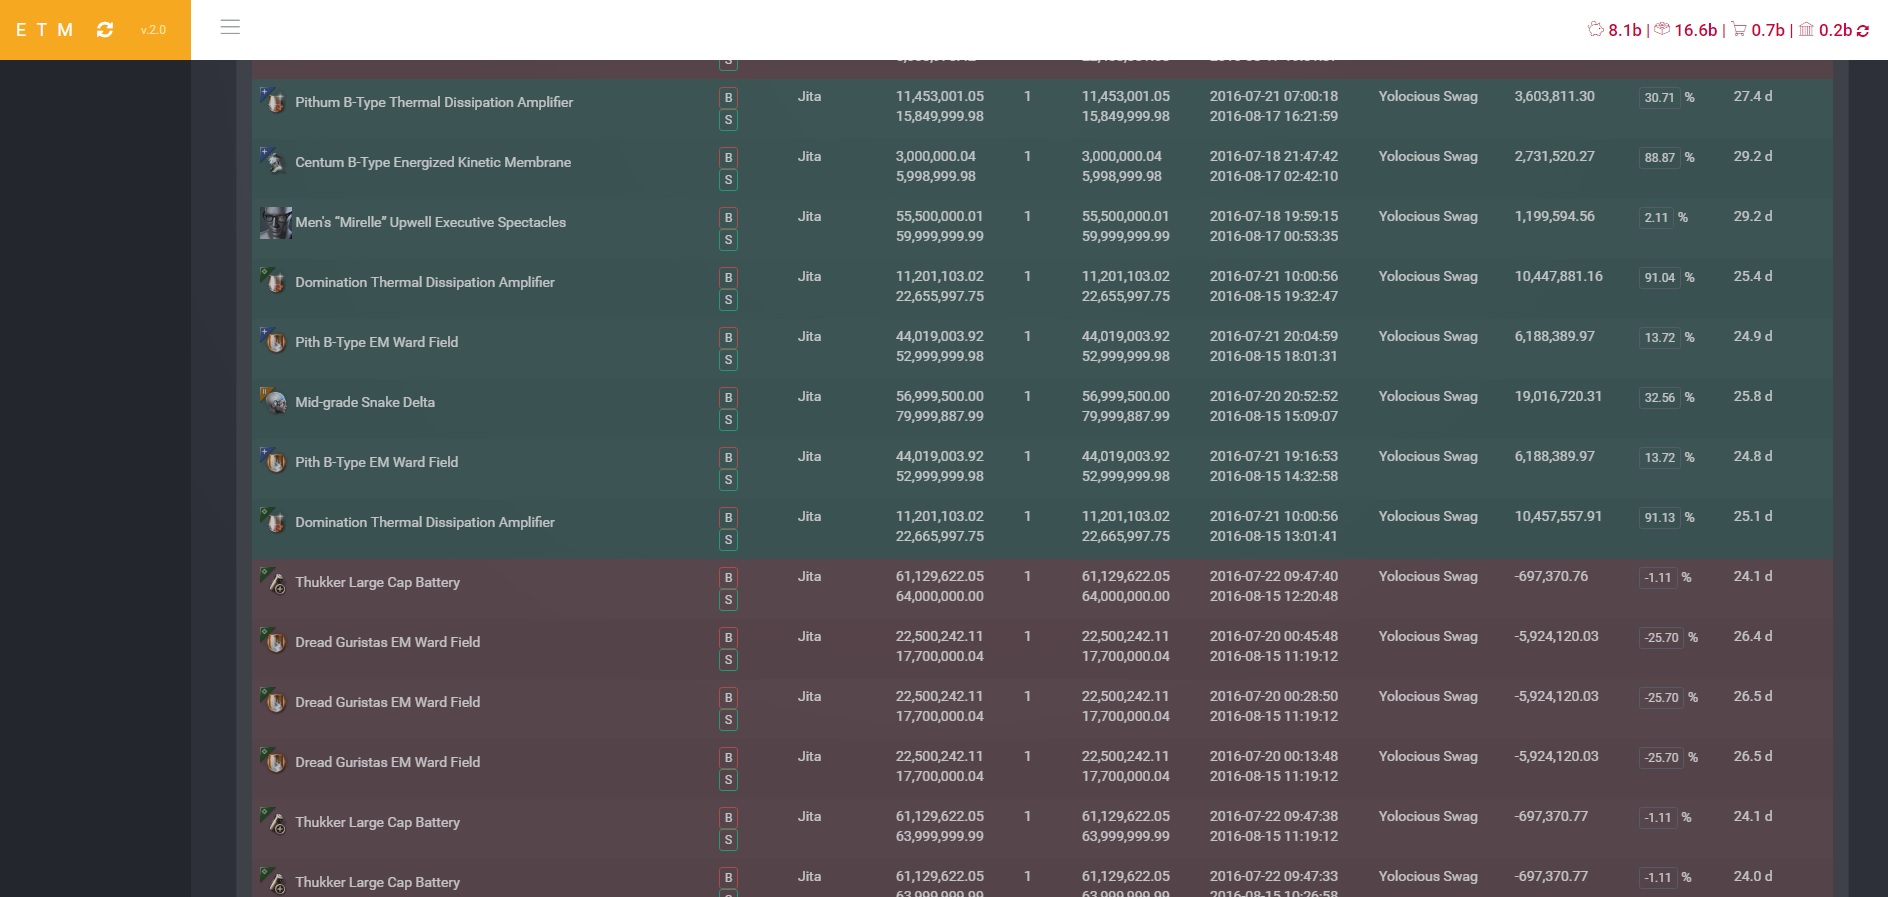 E T M v.2.0 8.1b | 16.6b | 0.7b | 0.2b
Pithum B-Type Thermal Dissipation Amplifier B Jita 11,453,001.05 1 11,453,001.05 2016-07-21 07:00:18 Yolocious Swag 3,603,811.30 30.71 % 27.4 d
S 15,849,999.98 15,849,999.98 2016-08-17 16:21:59
Centum B-Type Energized Kinetic Membrane B Jita 3,000,000.04 1 3,000,000.04 2016-07-18 21:47:42 Yolocious Swag 2,731,520.27 88.87 % 29.2 d
S 5,998,999.98 5,998,999.98 2016-08-17 02:42:10
Men's “Mirelle” Upwell Executive Spectacles B Jita 55,500,000.01 1 55,500,000.01 2016-07-18 19:59:15 Yolocious Swag 1,199,594.56 2.11 % 29.2 d
S 59,999,999.99 59,999,999.99 2016-08-17 00:53:35
Domination Thermal Dissipation Amplifier B Jita 11,201,103.02 1 11,201,103.02 2016-07-21 10:00:56 Yolocious Swag 10,447,881.16 91.04 % 25.4 d
S 22,655,997.75 22,655,997.75 2016-08-15 19:32:47
Pith B-Type EM Ward Field B Jita 44,019,003.92 1 44,019,003.92 2016-07-21 20:04:59 Yolocious Swag 6,188,389.97 13.72 % 24.9 d
S 52,999,999.98 52,999,999.98 2016-08-15 18:01:31
Mid-grade Snake Delta B Jita 56,999,500.00 1 56,999,500.00 2016-07-20 20:52:52 Yolocious Swag 19,016,720.31 32.56 % 25.8 d
S 79,999,887.99 79,999,887.99 2016-08-15 15:09:07
Pith B-Type EM Ward Field B Jita 44,019,003.92 1 44,019,003.92 2016-07-21 19:16:53 Yolocious Swag 6,188,389.97 13.72 % 24.8 d
S 52,999,999.98 52,999,999.98 2016-08-15 14:32:58
Domination Thermal Dissipation Amplifier B Jita 11,201,103.02 1 11,201,103.02 2016-07-21 10:00:56 Yolocious Swag 10,457,557.91 91.13 % 25.1 d
S 22,665,997.75 22,665,997.75 2016-08-15 13:01:41
Thukker Large Cap Battery B Jita 61,129,622.05 1 61,129,622.05 2016-07-22 09:47:40 Yolocious Swag -697,370.76 -1.11 % 24.1 d
S 64,000,000.00 64,000,000.00 2016-08-15 12:20:48
Dread Guristas EM Ward Field B Jita 22,500,242.11 1 22,500,242.11 2016-07-20 00:45:48 Yolocious Swag -5,924,120.03 -25.70 % 26.4 d
S 17,700,000.04 17,700,000.04 2016-08-15 11:19:12
Dread Guristas EM Ward Field B Jita 22,500,242.11 1 22,500,242.11 2016-07-20 00:28:50 Yolocious Swag -5,924,120.03 -25.70 % 26.5 d
S 17,700,000.04 17,700,000.04 2016-08-15 11:19:12
Dread Guristas EM Ward Field B Jita 22,500,242.11 1 22,500,242.11 2016-07-20 00:13:48 Yolocious Swag -5,924,120.03 -25.70 % 26.5 d
S 17,700,000.04 17,700,000.04 2016-08-15 11:19:12
Thukker Large Cap Battery B Jita 61,129,622.05 1 61,129,622.05 2016-07-22 09:47:38 Yolocious Swag -697,370.77 -1.11 % 24.1 d
S 63,999,999.99 63,999,999.99 2016-08-15 11:19:12
Thukker Large Cap Battery B Jita 61,129,622.05 1 61,129,622.05 2016-07-22 09:47:33 Yolocious Swag -697,370.77 -1.11 % 24.0 d
63,999,999.99 63,999,999.99 2016-08-15 10:26:58